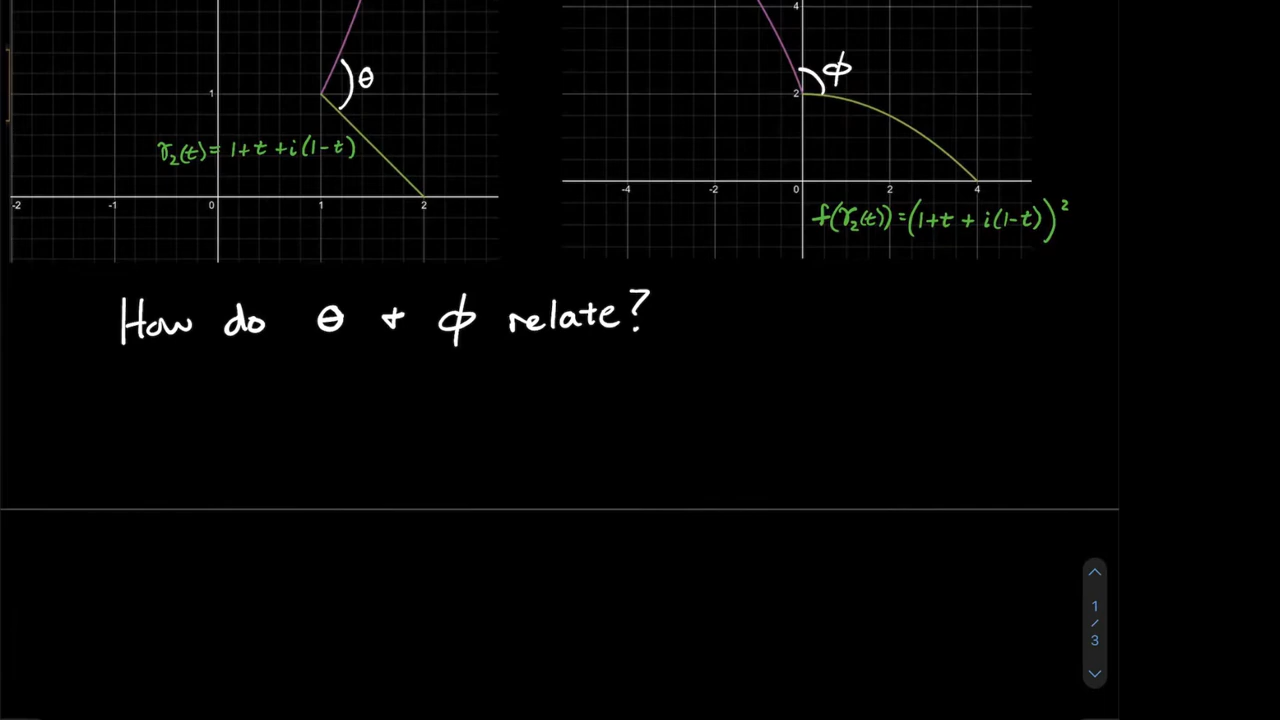 4
θ
ϕ
1
2
γ₂(t) = 1+t + i(1-t)
-2 -1 0 1 2
-4 -2 0 2 4
f(γ₂(t)) = (1+t + i(1-t))²
How do θ + ϕ relate?
1
/
3